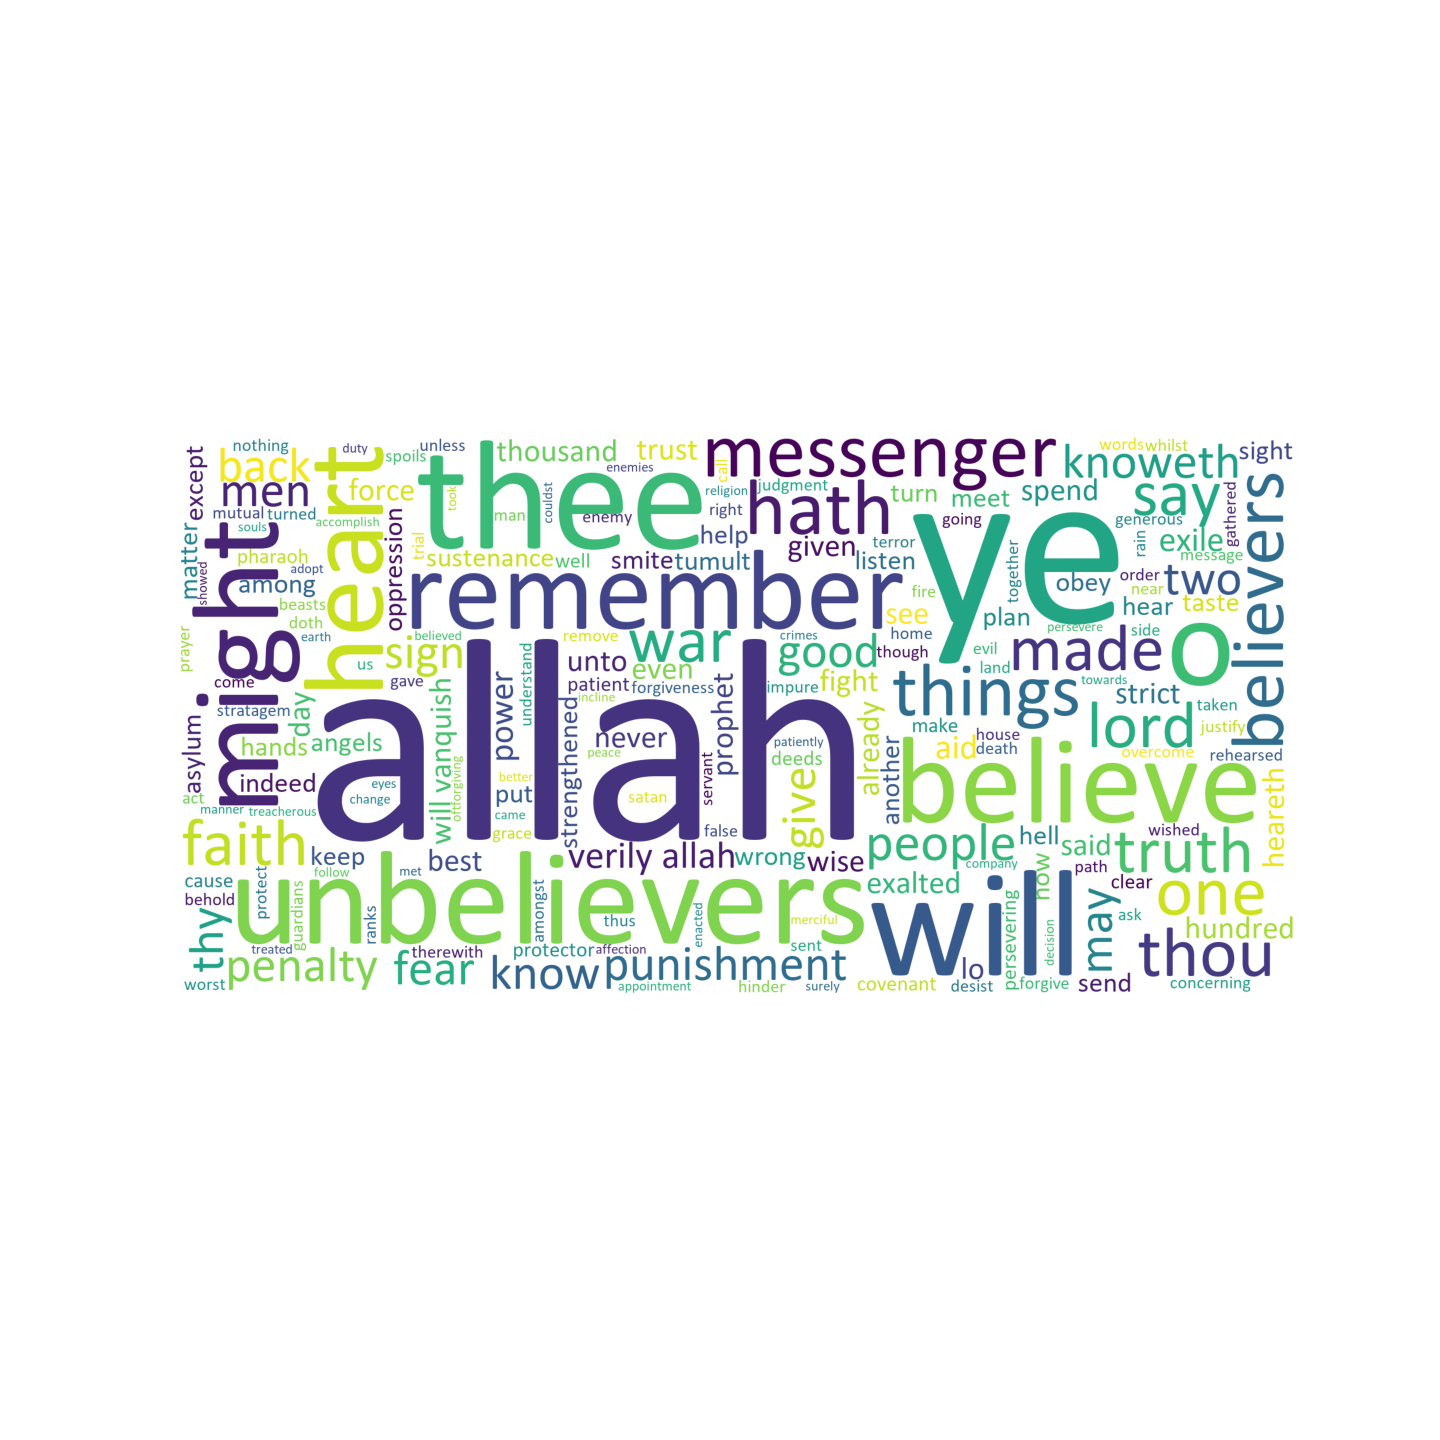 allah
ye
thee
will
unbelievers
remember
believe
might
heart
o
messenger
believers
hath
things
made
thou
truth
one
faith
lord
say
people
punishment
war
good
know
knoweth
penalty
fear
men
back
sign
thy
may
two
give
verily allah
will vanquish
thousand
trust
force
sight
except
nothing
duty
unless
spoils
enemies
call
words
whilst
judgment
religion
turn
meet
spend
gathered
mutual
turned
souls
accomplish
took
man
couldst
enemy
right
going
generous
rain
exile
message
matter
pharaoh
oppression
trial
sustenance
well
smite
tumult
help
given
terror
listen
together
obey
order
near
showed
among
adopt
beasts
doth
earth
see
fire
plan
hear
taste
persevere
side
prayer
us
believed
remove
unto
even
crimes
home
though
evil
land
towards
strict
taken
come
gave
understand
patient
forgiveness
incline
prophet
impure
fight
make
house
death
aid
overcome
justify
rehearsed
stratagem
day
asylum
hands
angels
indeed
power
strengthened
never
peace
patiently
deeds
already
another
act
manner
treacherous
eyes
change
oftforgiving
better
put
came
grace
satan
servant
false
heareth
keep
best
follow
met
wrong
wise
exalted
company
hell
said
now
path
wished
clear
ask
hundred
cause
behold
protect
guardians
ranks
amongst
thus
enacted
merciful
lo
persevering
decision
worst
treated
therewith
protector
affection
sent
appointment
hinder
surely
covenant
desist
forgive
send
concerning